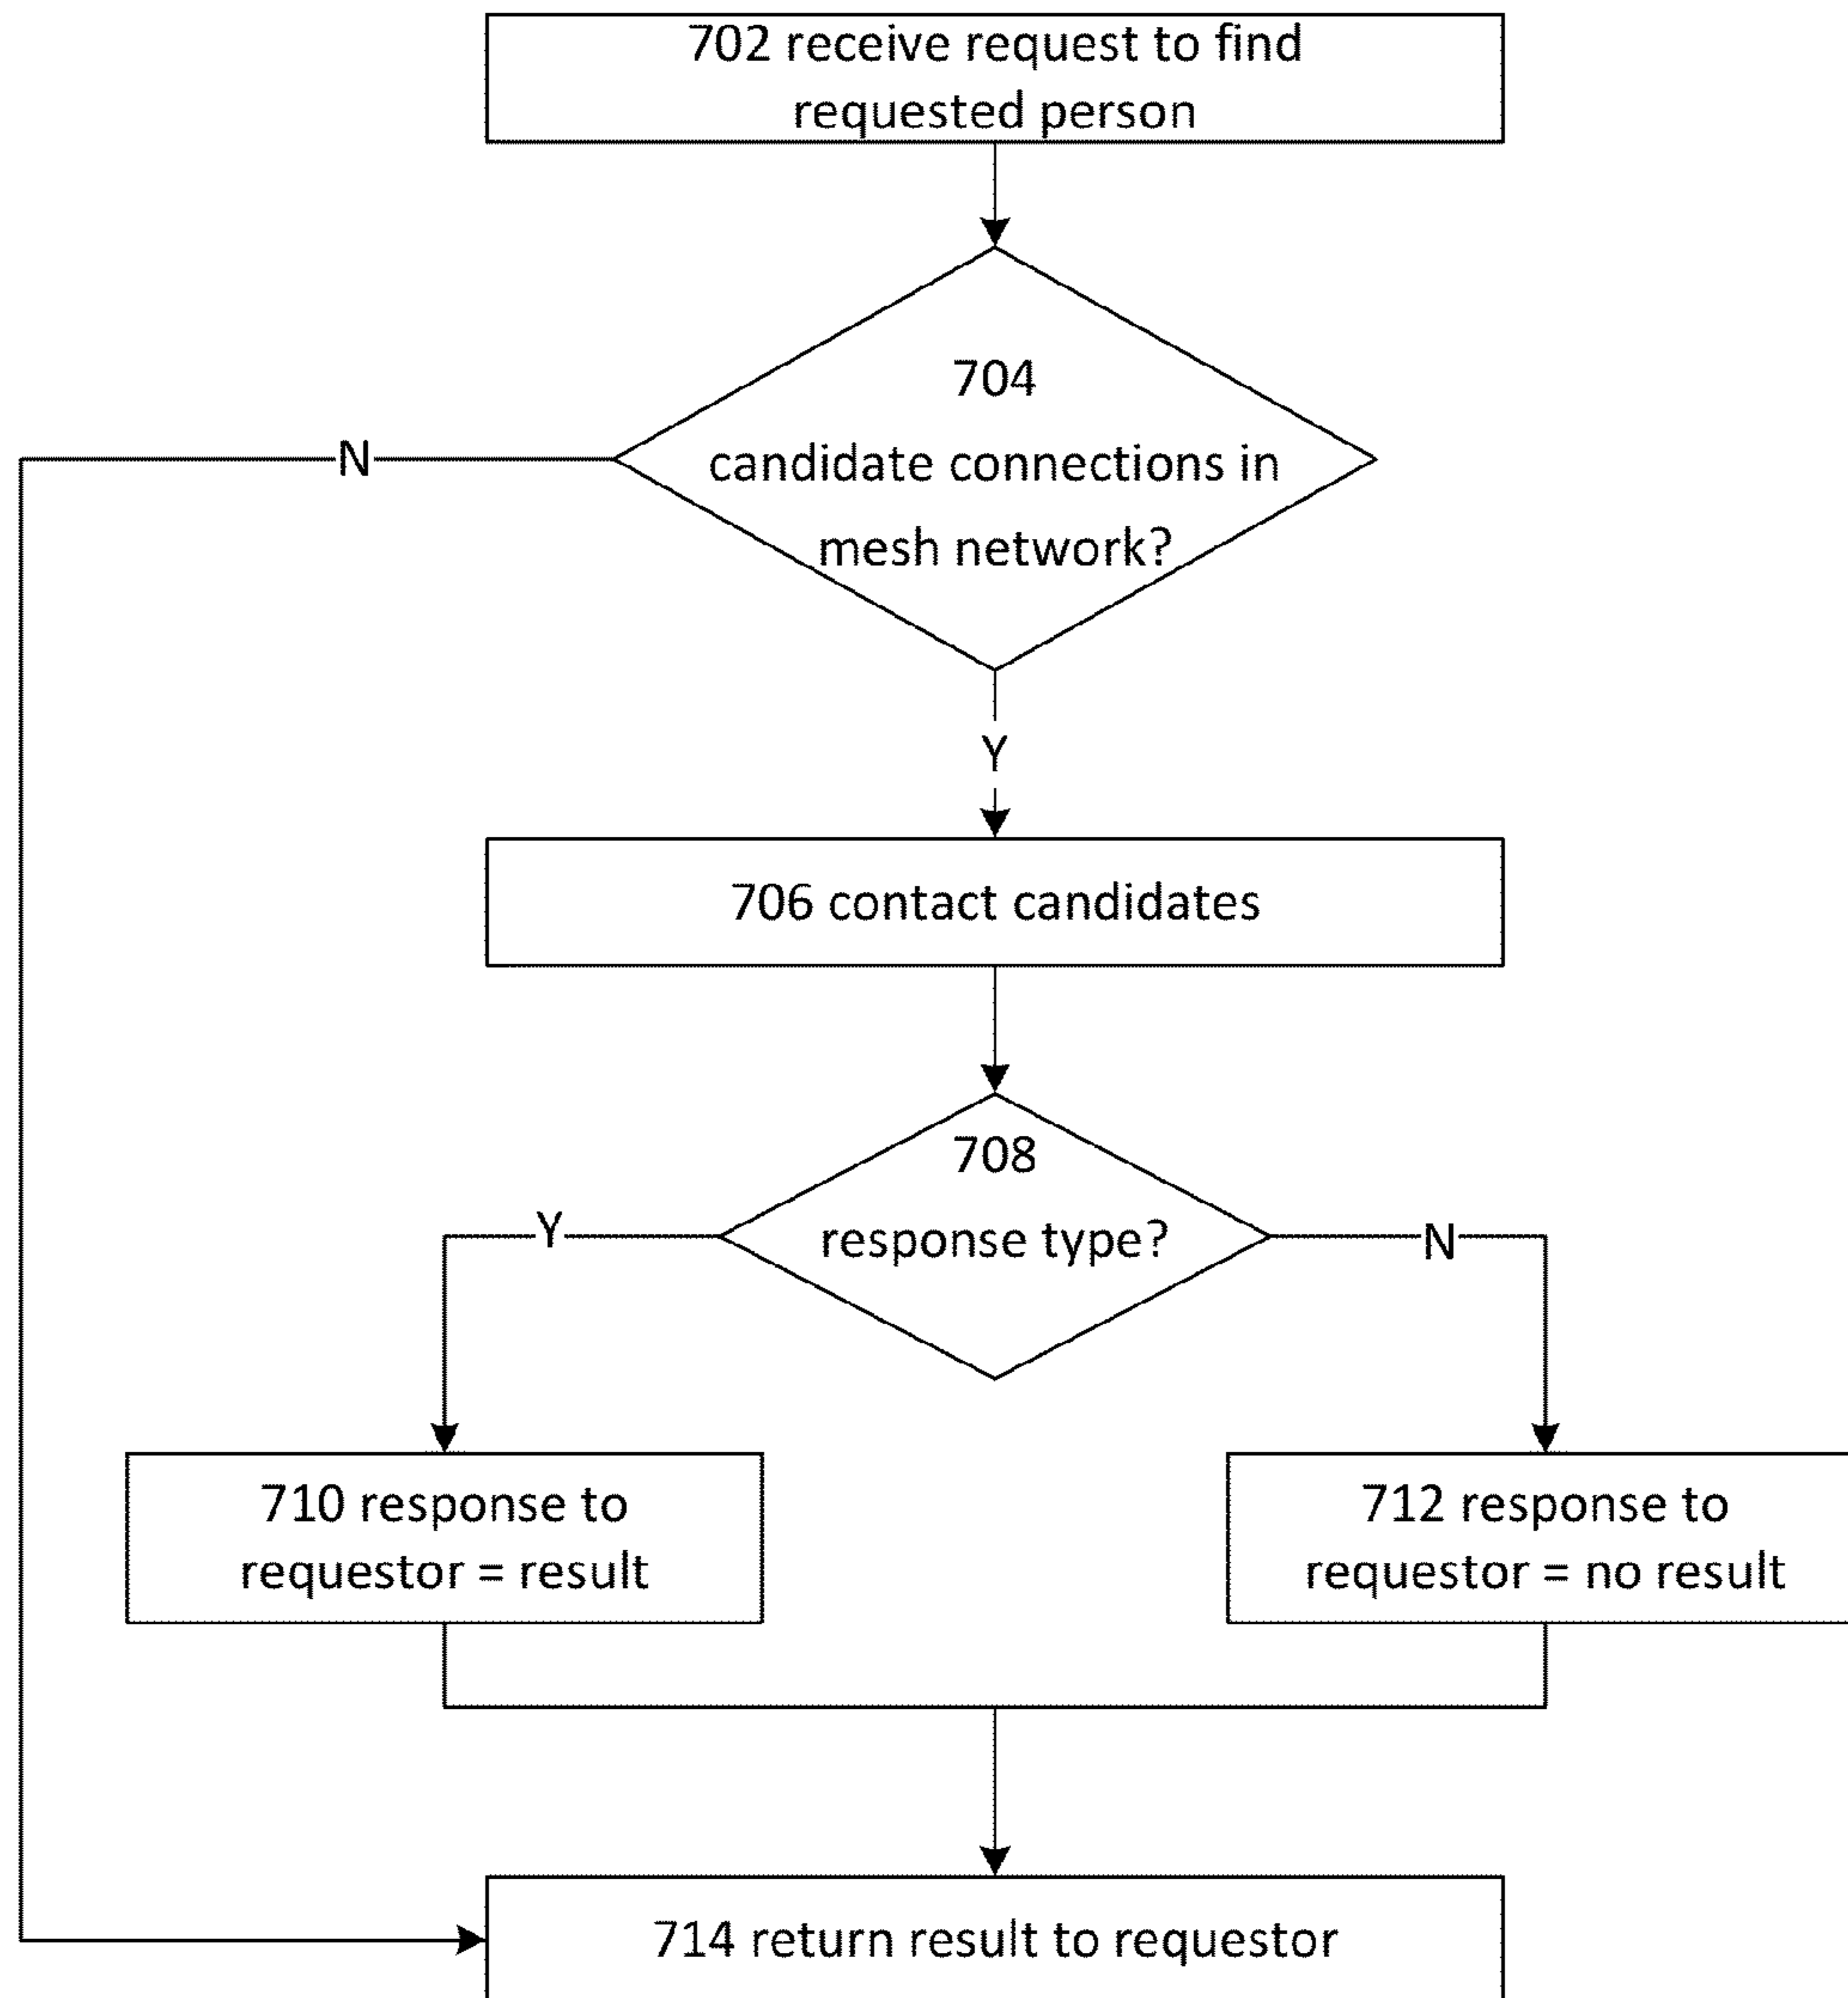 702 receive request to find
requested person
704
candidate connections in
mesh network?
N
Y
706 contact candidates
708
response type?
Y
N
710 response to
requestor = result
712 response to
requestor = no result
714 return result to requestor